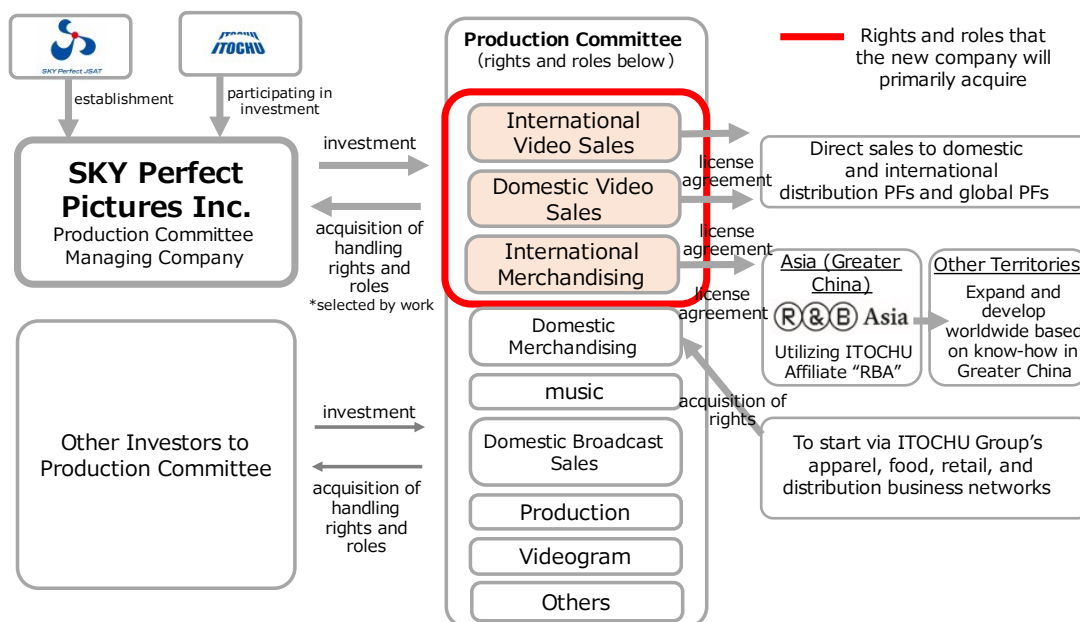 SKY Perfect JSAT
ITOCHU
establishment
participating in
investment
SKY Perfect
Pictures Inc.
Production Committee
Managing Company
investment
acquisition of
handling
rights and
roles
*selected by work
Other Investors to
Production Committee
investment
acquisition of
handling
rights and
roles
Production Committee
(rights and roles below)
International
Video Sales
Domestic Video
Sales
International
Merchandising
Domestic
Merchandising
music
Domestic Broadcast
Sales
Production
Videogram
Others
Rights and roles that
the new company will
primarily acquire
license
agreement
Direct sales to domestic
and international
distribution PFs and global PFs
license
agreement
license
agreement
Asia (Greater
China)
R&B Asia
Utilizing ITOCHU
Affiliate “RBA”
Other Territories
Expand and
develop
worldwide based
on know-how in
Greater China
acquisition of
rights
To start via ITOCHU Group’s
apparel, food, retail, and
distribution business networks